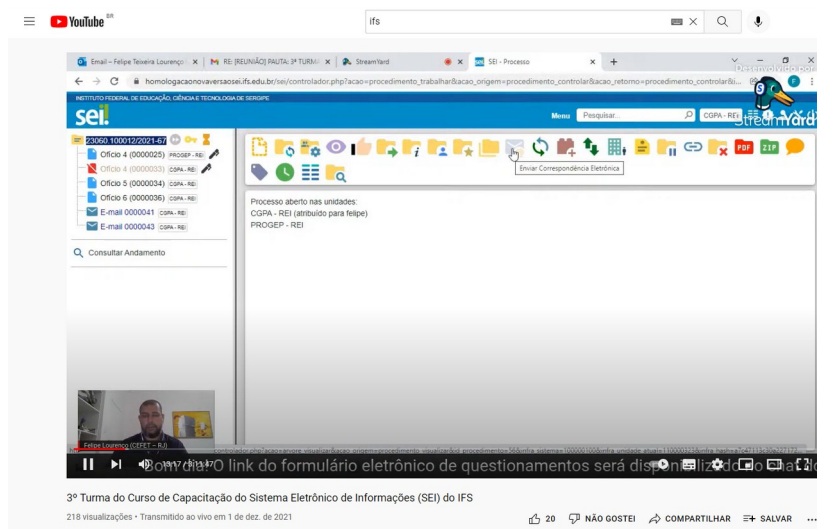 YouTube BR
ifs
Email – Felipe Teixeira Lourenço
RE: [REUNIÃO] PAUTA: 3ª TURMA
StreamYard
SEI - Processo
Desenvolvido por
homologacaonovaversaosei.ifs.edu.br/sei/controlador.php?acao=procedimento_trabalhar&acao_origem=procedimento_controlar&acao_retorno=procedimento_controlar&i...
INSTITUTO FEDERAL DE EDUCAÇÃO, CIÊNCIA E TECNOLOGIA DE SERGIPE
sei!
Menu
Pesquisar...
CGPA - REI
StreamYard
23060.100012/2021-67
Ofício 4 (0000025) PROGEP - REI
Ofício 4 (0000033) CGPA - REI
Ofício 5 (0000034) CGPA - REI
Ofício 6 (0000036) CGPA - REI
E-mail 0000041 CGPA - REI
E-mail 0000043 CGPA - REI
Consultar Andamento
PDF
ZIP
Enviar Correspondência Eletrônica
Processo aberto nas unidades:
CGPA - REI (atribuído para felipe)
PROGEP - REI
Felipe Lourenço (CEFET – RJ)
Bom dia! O link do formulário eletrônico de questionamentos será disponibilizado no chat
3º Turma do Curso de Capacitação do Sistema Eletrônico de Informações (SEI) do IFS
218 visualizações • Transmitido ao vivo em 1 de dez. de 2021
20
NÃO GOSTEI
COMPARTILHAR
SALVAR